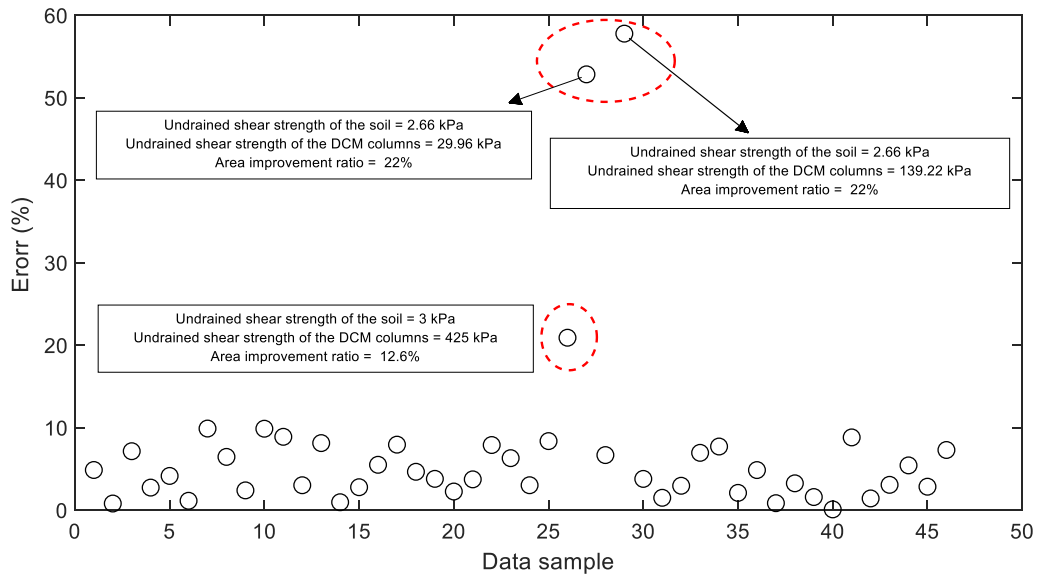 60
50
40
30
20
10
0
Erorr (%)
Undrained shear strength of the soil = 2.66 kPa
Undrained shear strength of the DCM columns = 29.96 kPa
Area improvement ratio =  22%
Undrained shear strength of the soil = 2.66 kPa
Undrained shear strength of the DCM columns = 139.22 kPa
Area improvement ratio =  22%
Undrained shear strength of the soil = 3 kPa
Undrained shear strength of the DCM columns = 425 kPa
Area improvement ratio =  12.6%
0 5 10 15 20 25 30 35 40 45 50
Data sample